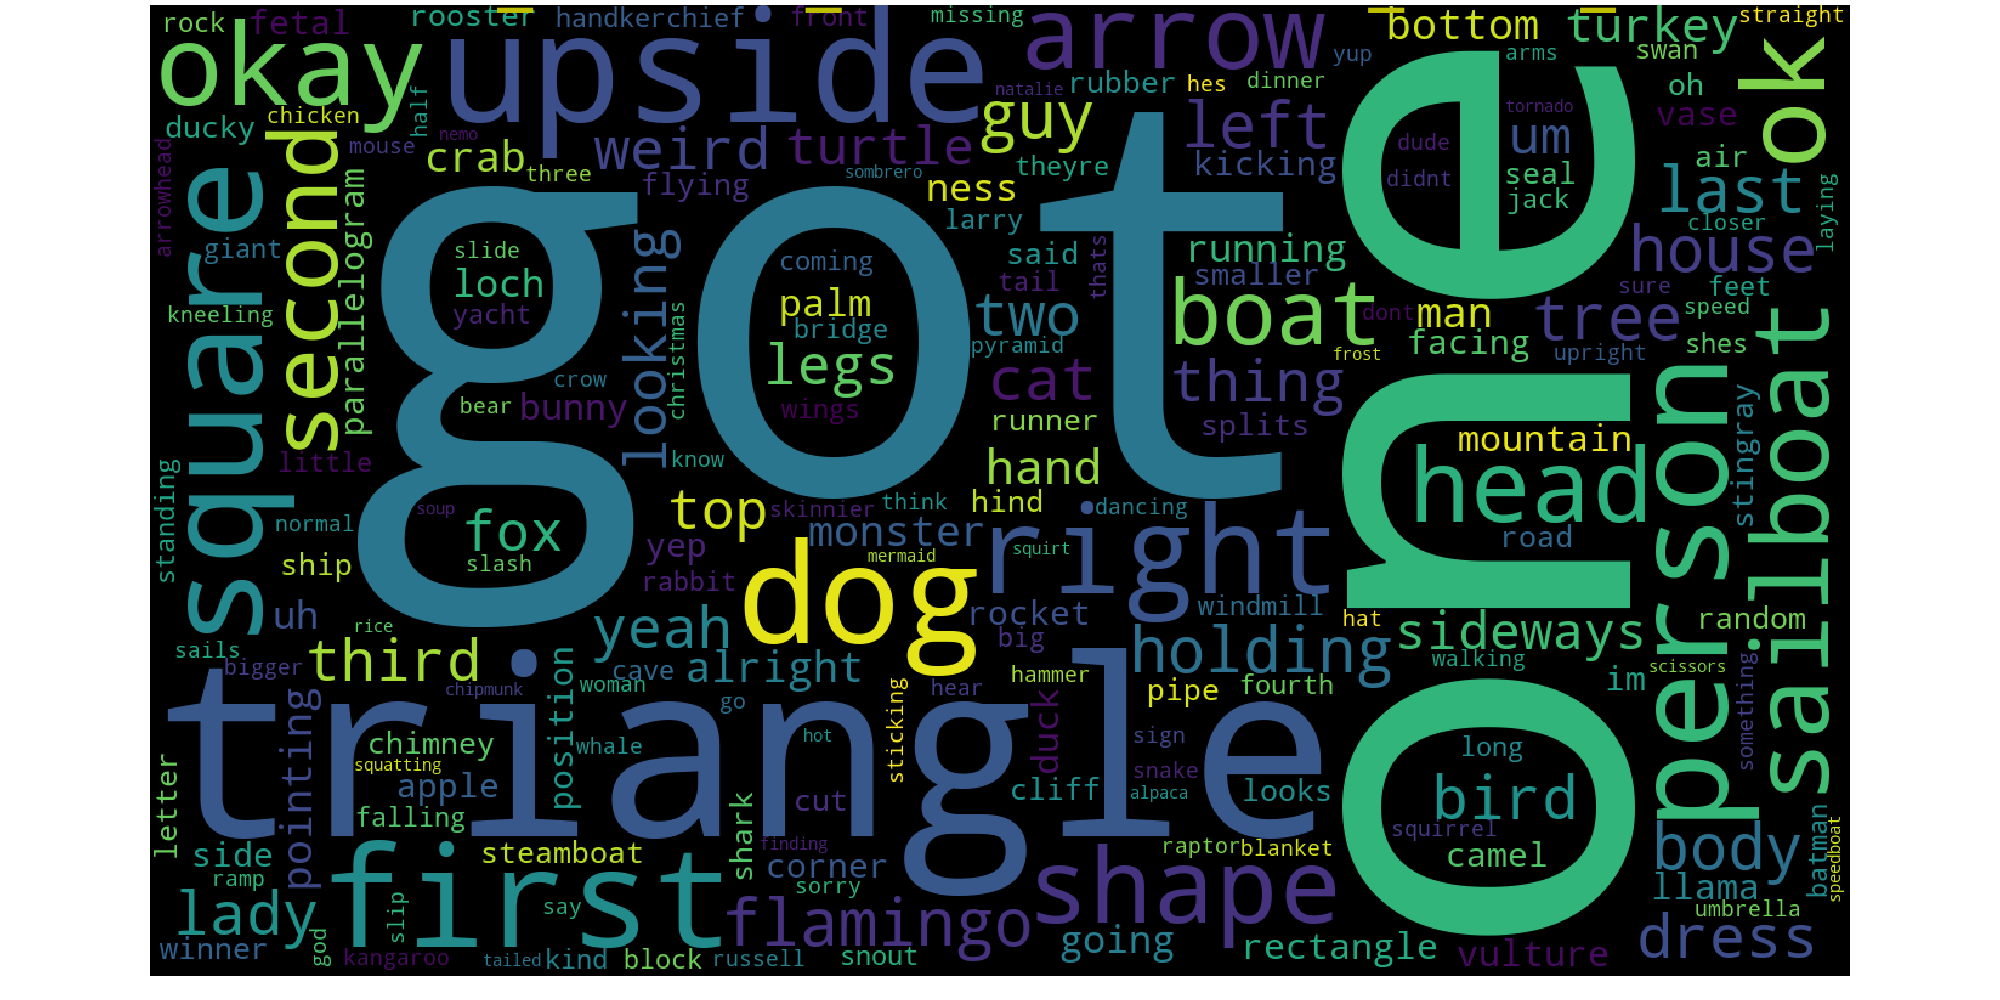 rock
fetal
rooster
handkerchief
front
missing
arrow
bottom
turkey
straight
okay
upside
yup
arms
swan
ok
natalie
rubber
hes
dinner
oh
chicken
half
ducky
second
guy
left
tornado
vase
nemo
mouse
crab
three
weird
turtle
theyre
kicking
dude
um
air
arrowhead
square
parallelogram
flying
sombrero
ness
didnt
seal
jack
last
laying
giant
slide
looking
coming
larry
said
thats
running
closer
house
loch
yacht
palm
tail
smaller
sure
feet
kneeling
got
bridge
two
boat
dont
man
tree
speed
crow
christmas
legs
pyramid
frost
facing
upright
shes
bear
bunny
wings
cat
thing
one
person
sailboat
little
know
runner
splits
mountain
stingray
standing
normal
soup
fox
top
skinnier
think
hand
hind
dancing
head
road
ship
slash
yep
monster
mermaid
right
squirt
rabbit
dog
uh
rice
yeah
rocket
windmill
hat
random
sails
third
big
holding
sideways
bigger
position
cave
alright
walking
scissors
chipmunk
woman
sticking
hear
hammer
pipe
fourth
im
something
pointing
triangle
go
duck
chimney
whale
hot
sign
long
letter
squatting
apple
snake
cliff
alpaca
looks
bird
falling
shark
cut
squirrel
batman
speedboat
side
first
steamboat
finding
corner
shape
raptor
blanket
camel
body
ramp
slip
sorry
llama
lady
say
flamingo
umbrella
winner
god
kangaroo
tailed
kind
block
russell
snout
going
rectangle
vulture
dress